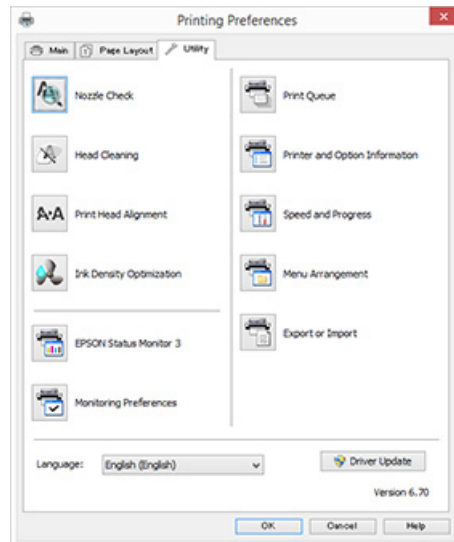 Printing Preferences
Main
Page Layout
Utility
Nozzle Check
Head Cleaning
A·A
Print Head Alignment
Ink Density Optimization
EPSON Status Monitor 3
Monitoring Preferences
Print Queue
Printer and Option Information
Speed and Progress
Menu Arrangement
Export or Import
Language:
English (English)
Driver Update
Version 6.70
OK
Cancel
Help